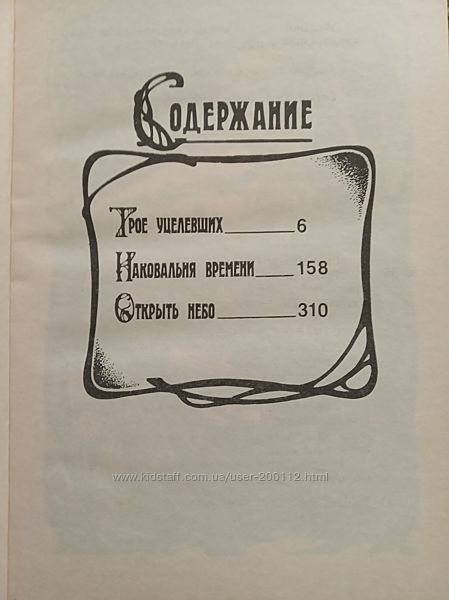 Содержание
Трое уцелевших 6
Наковальня времени 158
Открыть небо 310
www.kidstaff.com.ua/user-200112.html